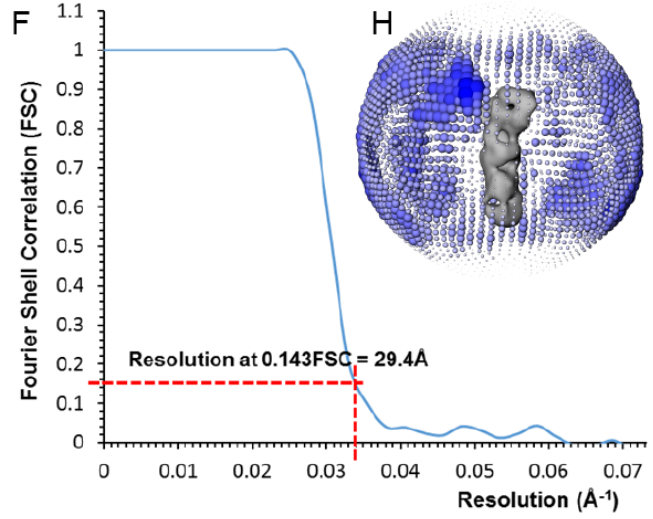 F
H
1.1
1
0.9
0.8
0.7
0.6
0.5
0.4
0.3
0.2
0.1
0
Fourier Shell Correlation (FSC)
Resolution at 0.143FSC = 29.4Å
0 0.01 0.02 0.03 0.04 0.05 0.06 0.07
Resolution (Å⁻¹)